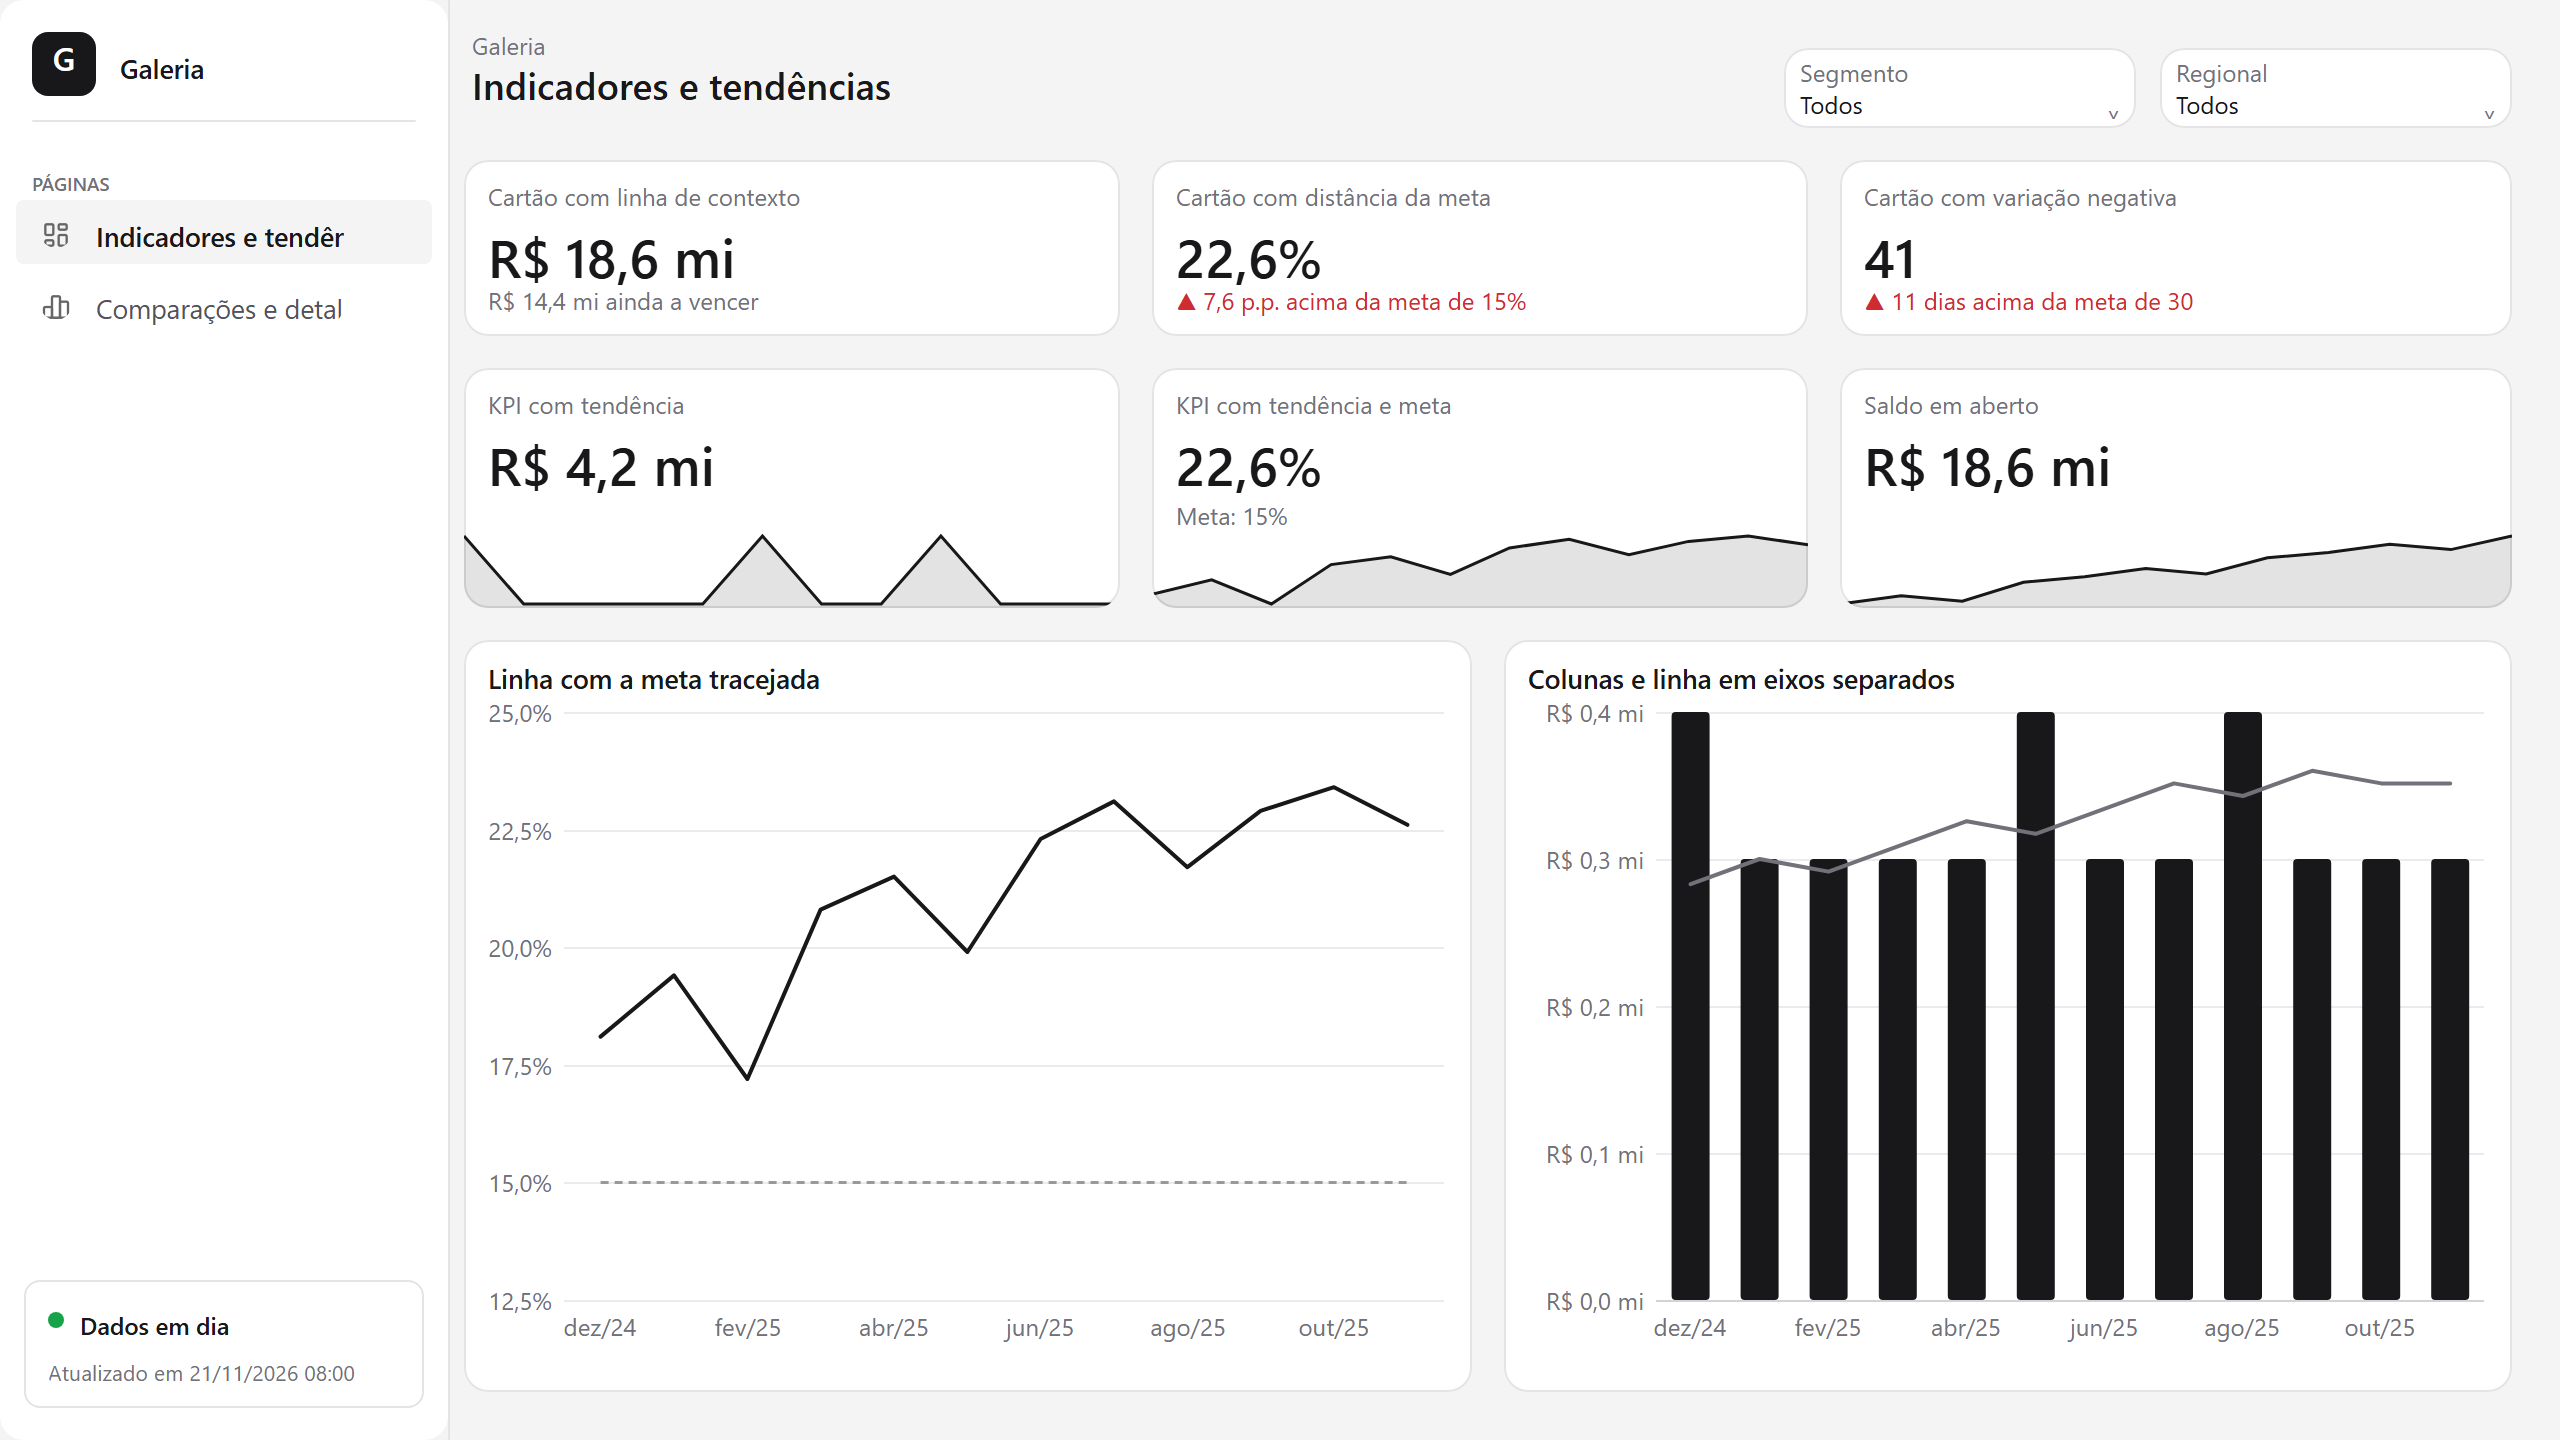 G
Galeria
PÁGINAS
Indicadores e tendêr
Comparações e detal
Dados em dia
Atualizado em 21/11/2026 08:00
Galeria
Indicadores e tendências
Segmento
Todos
Regional
Todos
Cartão com linha de contexto
R$ 18,6 mi
R$ 14,4 mi ainda a vencer
Cartão com distância da meta
22,6%
▲ 7,6 p.p. acima da meta de 15%
Cartão com variação negativa
41
▲ 11 dias acima da meta de 30
KPI com tendência
R$ 4,2 mi
KPI com tendência e meta
22,6%
Meta: 15%
Saldo em aberto
R$ 18,6 mi
Linha com a meta tracejada
25,0%
22,5%
20,0%
17,5%
15,0%
12,5%
dez/24 fev/25 abr/25 jun/25 ago/25 out/25
Colunas e linha em eixos separados
R$ 0,4 mi
R$ 0,3 mi
R$ 0,2 mi
R$ 0,1 mi
R$ 0,0 mi
dez/24 fev/25 abr/25 jun/25 ago/25 out/25